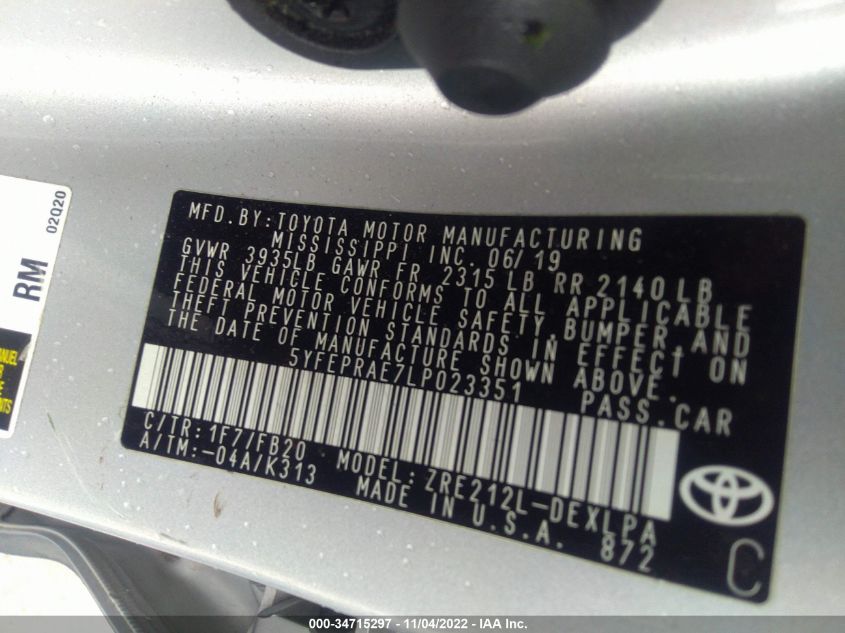 02Q20
RM
ANUEL
NTS
MFD. BY: TOYOTA MOTOR MANUFACTURING
MISSISSIPPI INC. 06/19
GVWR 3935LB GAWR FR 2315 LB RR 2140 LB
THIS VEHICLE CONFORMS TO ALL APPLICABLE
FEDERAL MOTOR VEHICLE SAFETY, BUMPER, AND
THEFT PREVENTION STANDARDS IN EFFECT ON
THE DATE OF MANUFACTURE SHOWN ABOVE.
5YFEPRAE7LP023351 PASS. CAR
C/TR: 1F7/FB20 MODEL: ZRE212L-DEXLPA
A/TM:-04A/K313 MADE IN U.S.A. 872
C
000-34715297 - 11/04/2022 - IAA Inc.